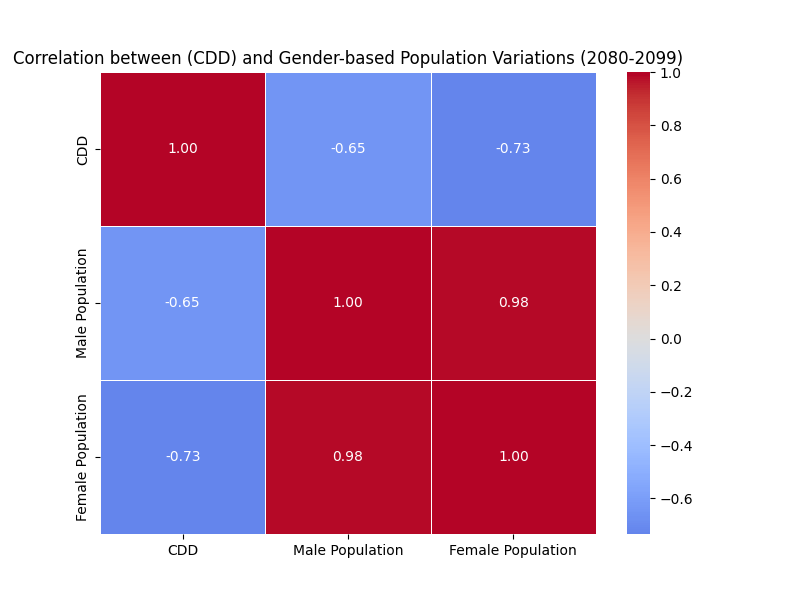 Correlation between (CDD) and Gender-based Population Variations (2080-2099)
CDD
1.00
-0.65
-0.73
Male Population
-0.65
1.00
0.98
Female Population
-0.73
0.98
1.00
CDD
Male Population
Female Population
1.0
0.8
0.6
0.4
0.2
0.0
−0.2
−0.4
−0.6